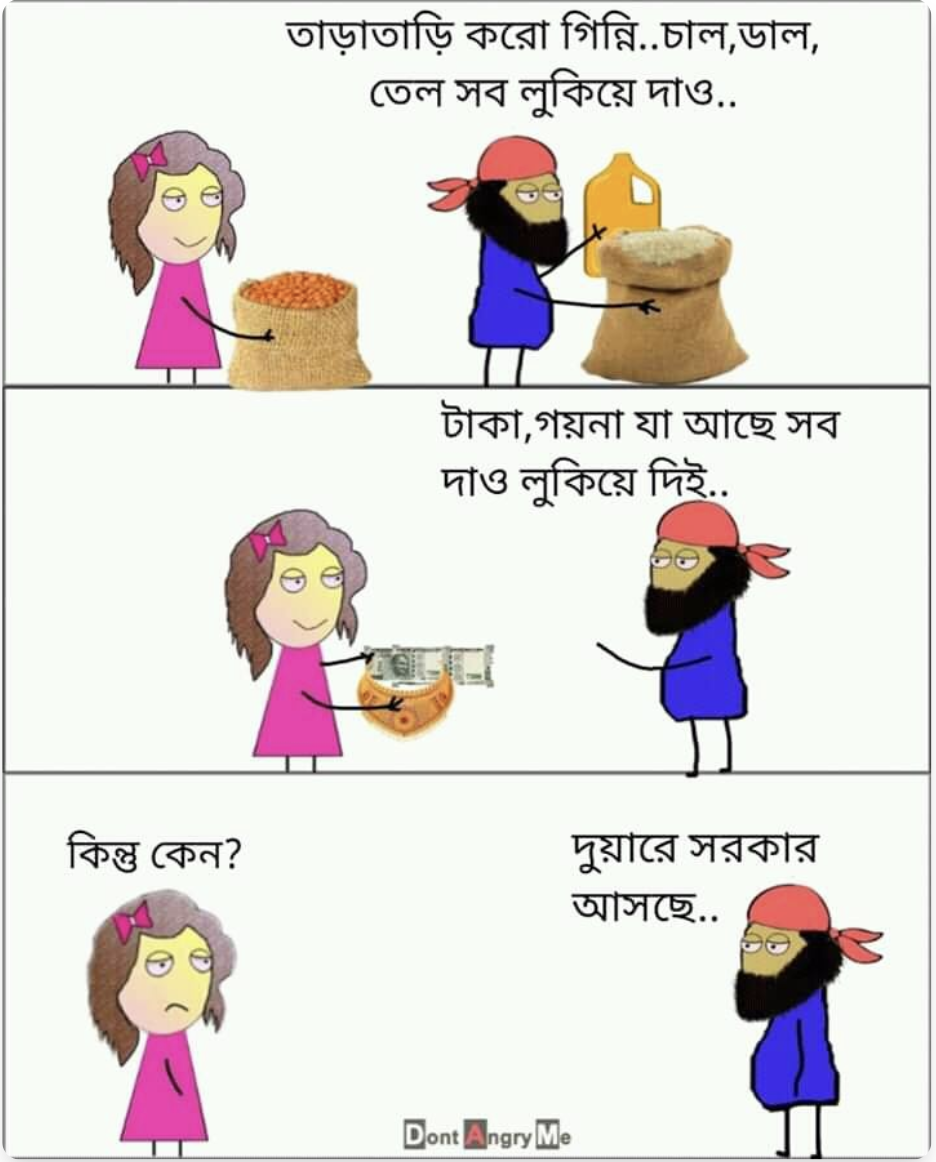 তাড়াতাড়ি করো গিন্নি..চাল,ডাল,
তেল সব লুকিয়ে দাও..
টাকা,গয়না যা আছে সব
দাও লুকিয়ে দিই..
কিন্তু কেন?
দুয়ারে সরকার
আসছে..
Dont Angry Me